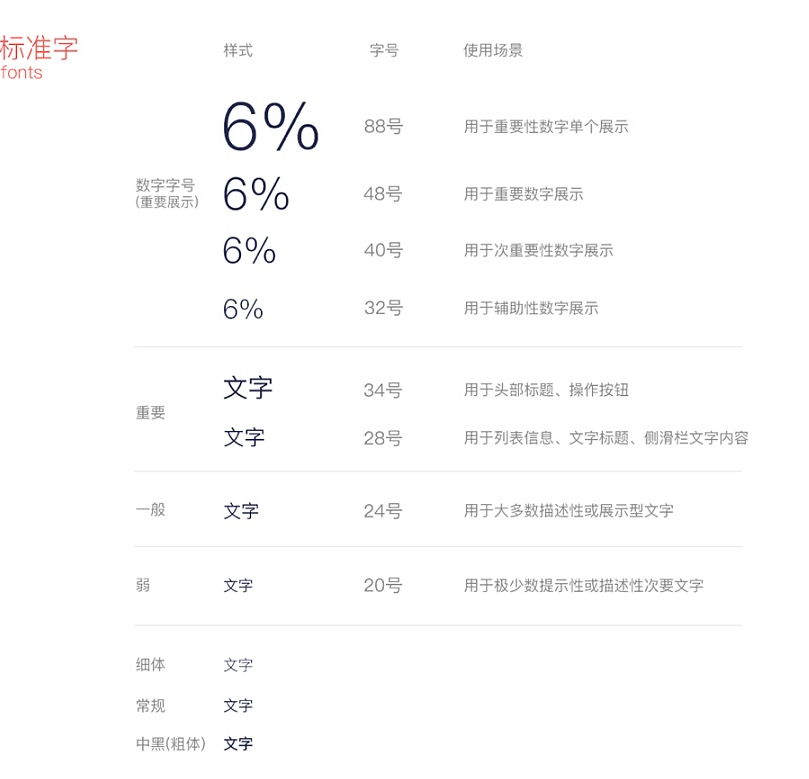 标准字
fonts
样式 字号 使用场景
6% 88号 用于重要性数字单个展示
数字字号
(重要展示)
6% 48号 用于重要数字展示
6% 40号 用于次重要性数字展示
6% 32号 用于辅助性数字展示
重要
文字 34号 用于头部标题、操作按钮
文字 28号 用于列表信息、文字标题、侧滑栏文字内容
一般 文字 24号 用于大多数描述性或展示型文字
弱 文字 20号 用于极少数提示性或描述性次要文字
细体 文字
常规 文字
中黑(粗体) 文字